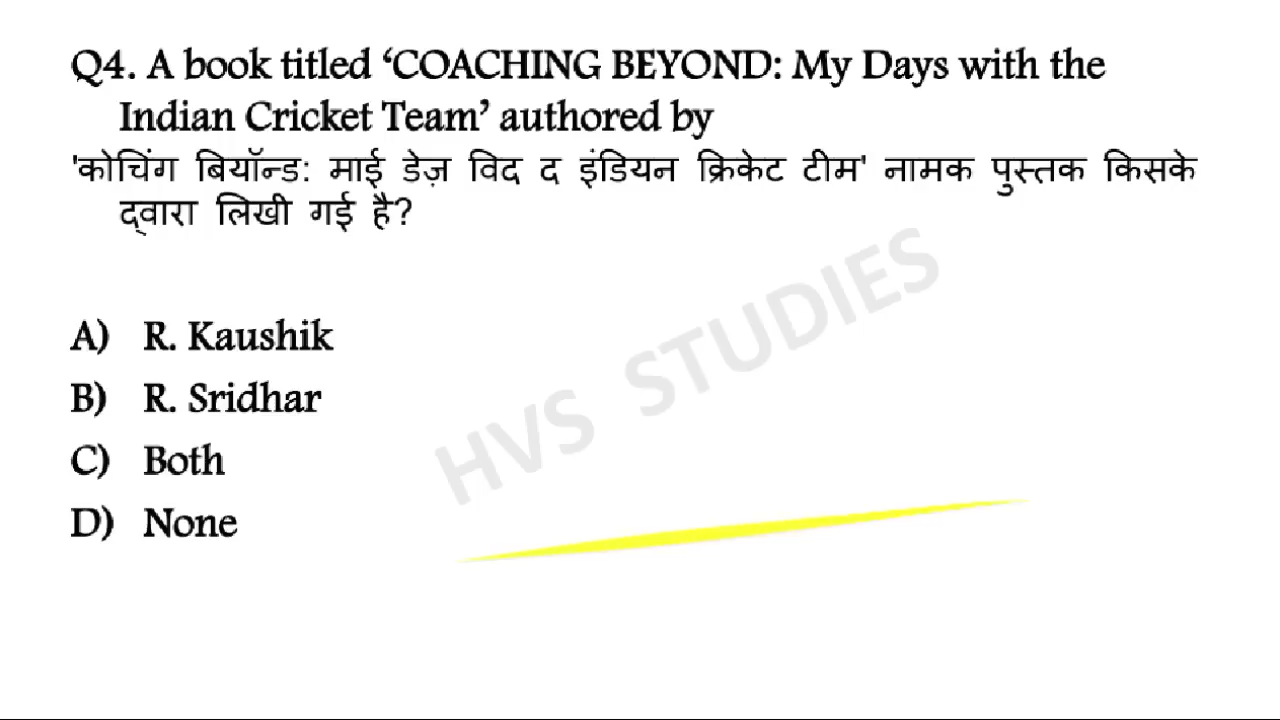 Q4. A book titled ‘COACHING BEYOND: My Days with the
Indian Cricket Team’ authored by
'कोचिंग बियॉन्ड: माई डेज़ विद द इंडियन क्रिकेट टीम' नामक पुस्तक किसके
द्वारा लिखी गई है?
HVS STUDIES
A) R. Kaushik
B) R. Sridhar
C) Both
D) None